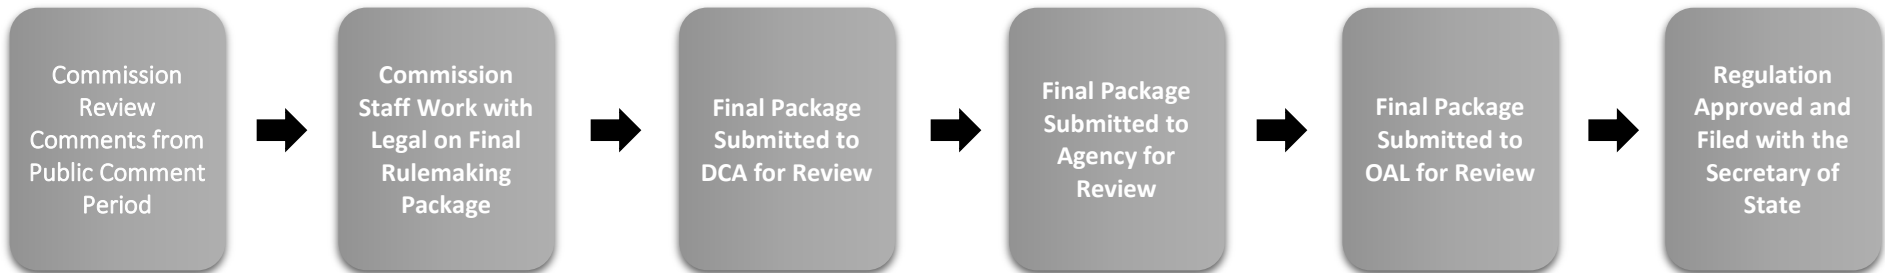 Commission
Review
Comments from
Public Comment
Period
Commission
Staff Work with
Legal on Final
Rulemaking
Package
Final Package
Submitted to
DCA for Review
Final Package
Submitted to
Agency for
Review
Final Package
Submitted to
OAL for Review
Regulation
Approved and
Filed with the
Secretary of
State